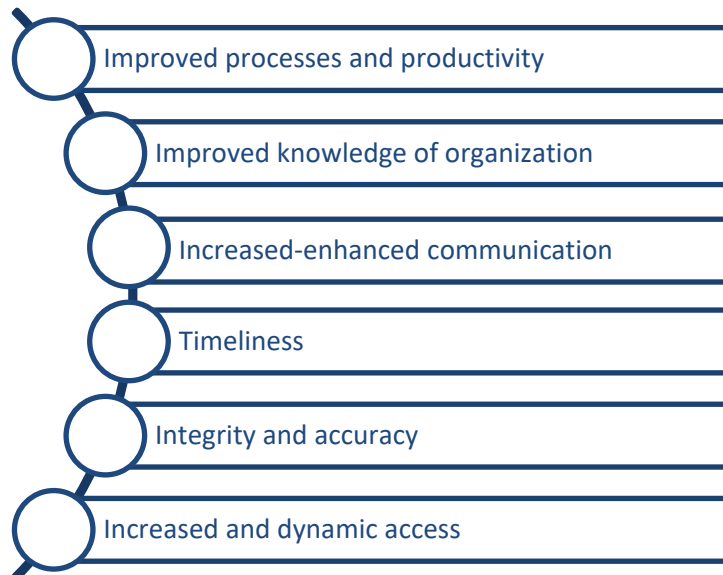 Improved processes and productivity
Improved knowledge of organization
Increased-enhanced communication
Timeliness
Integrity and accuracy
Increased and dynamic access